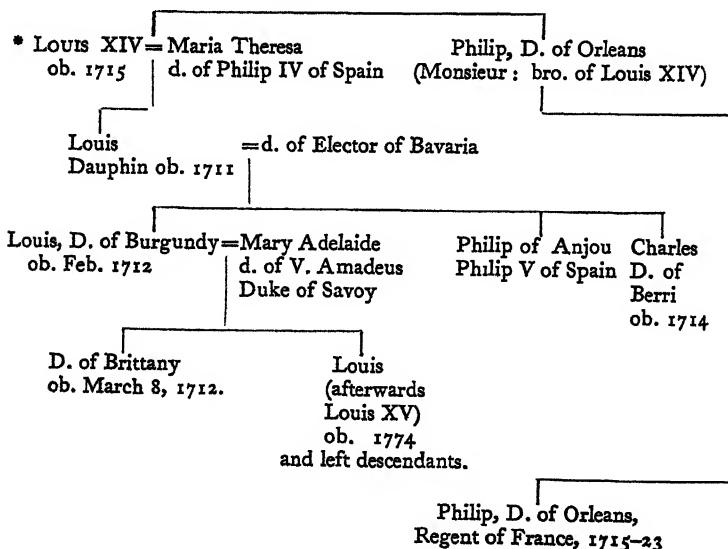 * LOUIS XIV = Maria Theresa
ob. 1715
d. of Philip IV of Spain
Philip, D. of Orleans
(Monsieur: bro. of Louis XIV)
Louis
Dauphin ob. 1711
= d. of Elector of Bavaria
Louis, D. of Burgundy = Mary Adelaide
ob. Feb. 1712
d. of V. Amadeus
Duke of Savoy
Philip of Anjou
Philip V of Spain
Charles
D. of
Berri
ob. 1714
D. of Brittany
ob. March 8, 1712.
Louis
(afterwards
Louis XV)
ob. 1774
and left descendants.
Philip, D. of Orleans,
Regent of France, 1715–23